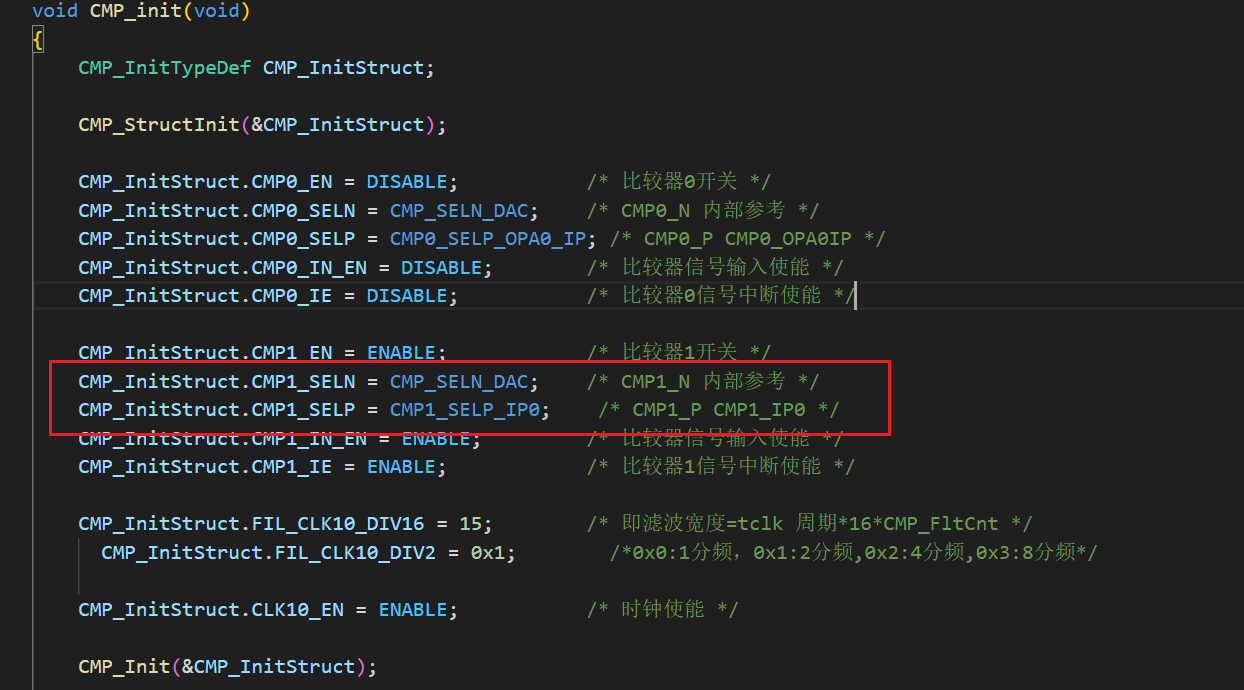 void CMP_init(void)
{
CMP_InitTypeDef CMP_InitStruct;
CMP_StructInit(&CMP_InitStruct);
CMP_InitStruct.CMP0_EN = DISABLE; /* 比较器0开关 */
CMP_InitStruct.CMP0_SELN = CMP_SELN_DAC; /* CMP0_N 内部参考 */
CMP_InitStruct.CMP0_SELP = CMP0_SELP_OPA0_IP; /* CMP0_P CMP0_OPA0IP */
CMP_InitStruct.CMP0_IN_EN = DISABLE; /* 比较器信号输入使能 */
CMP_InitStruct.CMP0_IE = DISABLE; /* 比较器0信号中断使能 */
CMP_InitStruct.CMP1_EN = ENABLE; /* 比较器1开关 */
CMP_InitStruct.CMP1_SELN = CMP_SELN_DAC; /* CMP1_N 内部参考 */
CMP_InitStruct.CMP1_SELP = CMP1_SELP_IP0; /* CMP1_P CMP1_IP0 */
CMP_InitStruct.CMP1_IN_EN = ENABLE; /* 比较器信号输入使能 */
CMP_InitStruct.CMP1_IE = ENABLE; /* 比较器1信号中断使能 */
CMP_InitStruct.FIL_CLK10_DIV16 = 15; /* 即滤波宽度=tclk 周期*16*CMP_FltCnt */
CMP_InitStruct.FIL_CLK10_DIV2 = 0x1; /*0x0:1分频，0x1:2分频,0x2:4分频,0x3:8分频*/
CMP_InitStruct.CLK10_EN = ENABLE; /* 时钟使能 */
CMP_Init(&CMP_InitStruct);